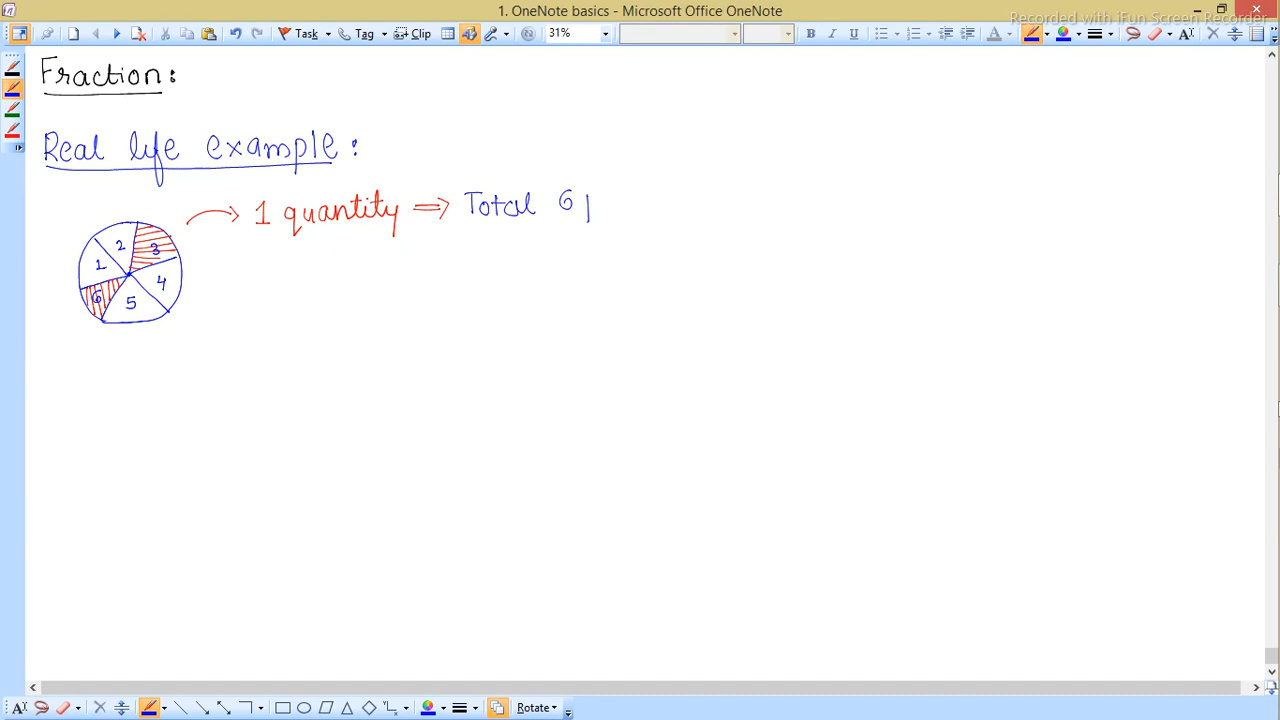 1. OneNote basics - Microsoft Office OneNote
Recorded with iFun Screen Recorder
Task Tag Clip 31% B I U A
Fraction:
Real life example:
1 quantity ⇒ Total 6
2 3
1 4
6 5
Rotate